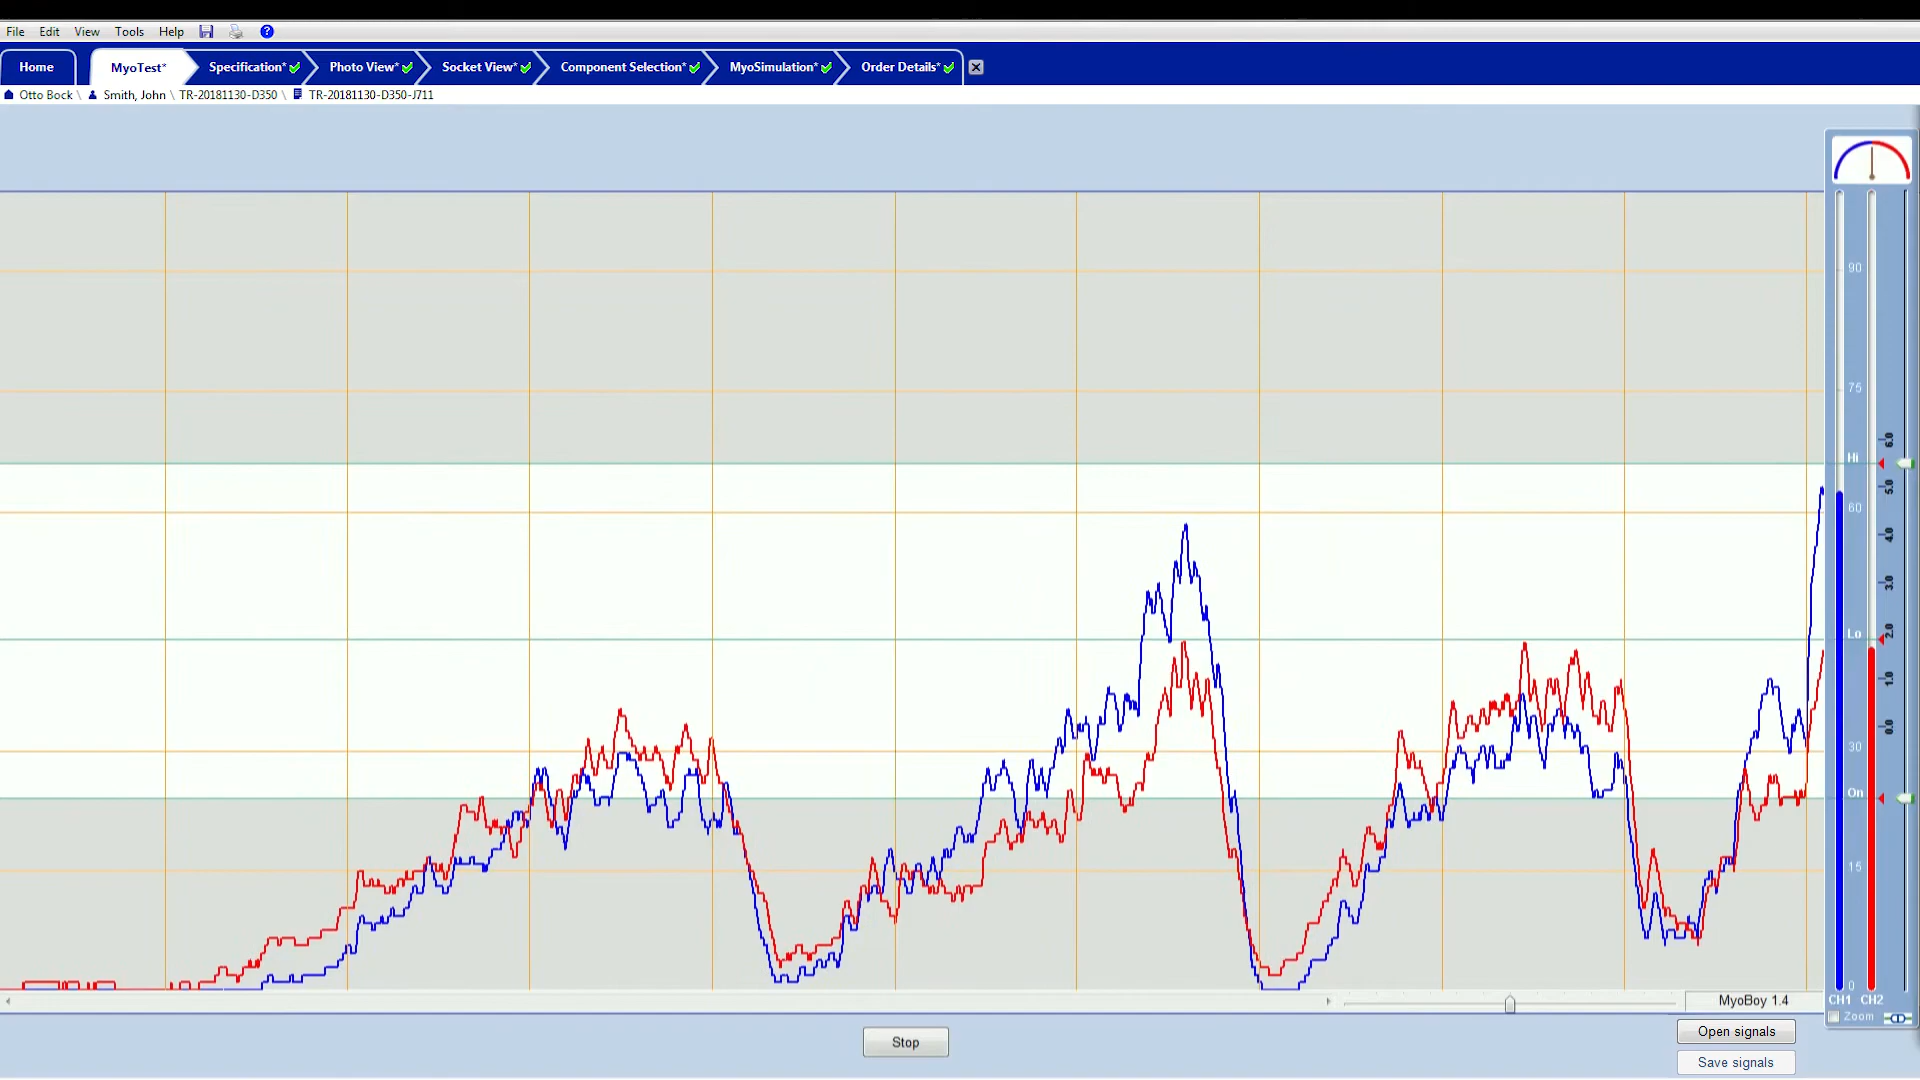 File Edit View Tools Help
Home MyoTest* Specification* Photo View* Socket View* Component Selection* MyoSimulation* Order Details*
Otto Bock \ Smith, John \ TR-20181130-D350 \ TR-20181130-D350-J711
90
75
6.0
Hi
5.0
60
4.0
3.0
Lo
2.0
1.0
0.0
30
On
15
0
MyoBoy 1.4
CH1 CH2
Zoom
Stop
Open signals
Save signals